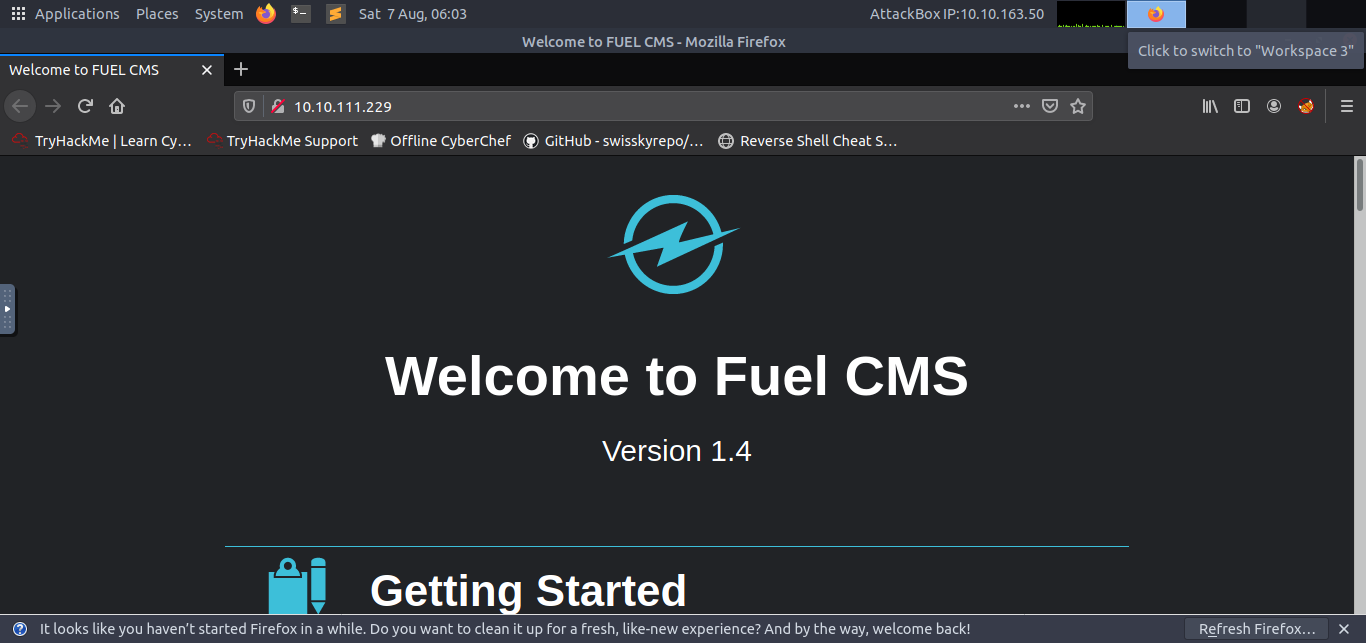 Applications Places System Sat 7 Aug, 06:03 AttackBox IP:10.10.163.50
Welcome to FUEL CMS - Mozilla Firefox
Click to switch to "Workspace 3"
Welcome to FUEL CMS
10.10.111.229
TryHackMe | Learn Cy… TryHackMe Support Offline CyberChef GitHub - swisskyrepo/… Reverse Shell Cheat S…
Welcome to Fuel CMS
Version 1.4
Getting Started
It looks like you haven’t started Firefox in a while. Do you want to clean it up for a fresh, like-new experience? And by the way, welcome back! Refresh Firefox…